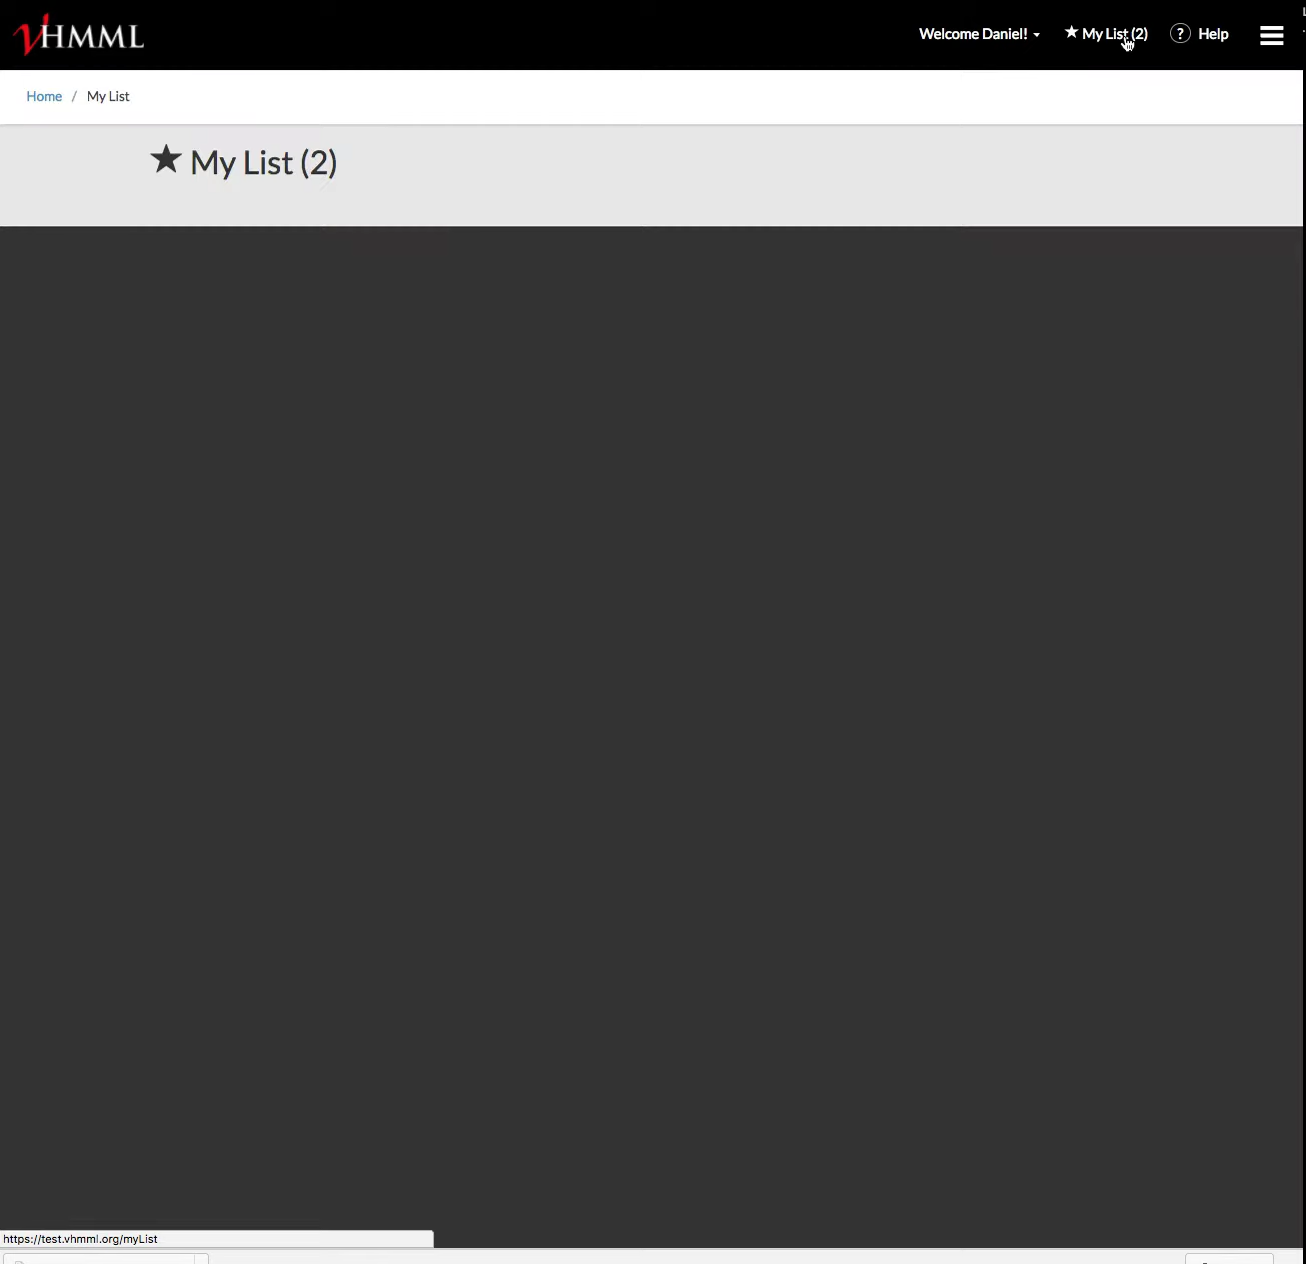 vHMML
Welcome Daniel! ★ My List (2) ? Help
Home / My List
★ My List (2)
https://test.vhmml.org/myList